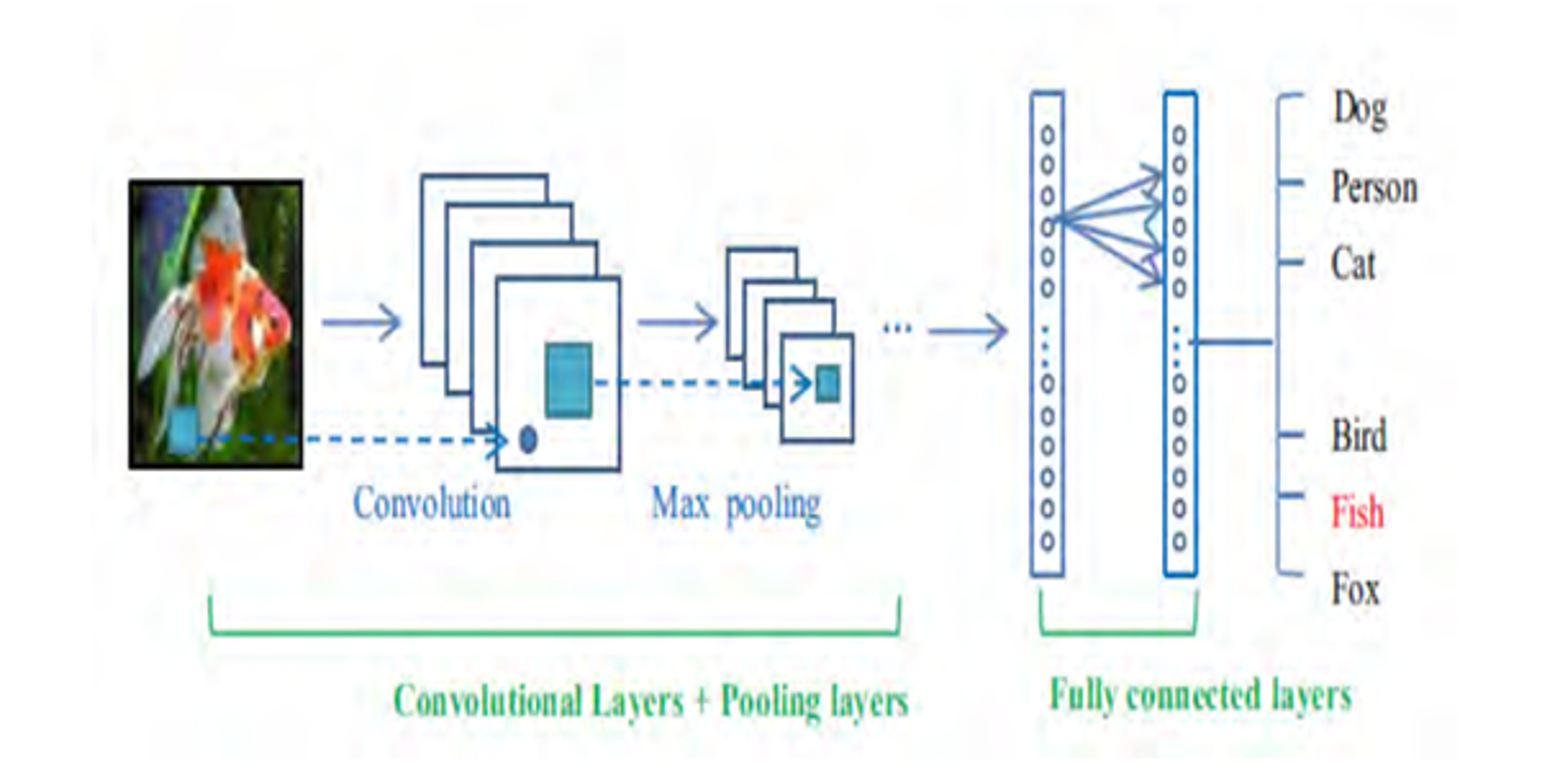 Dog
Person
Cat
Bird
Fish
Fox
Convolution
Max pooling
Convolutional Layers + Pooling layers
Fully connected layers